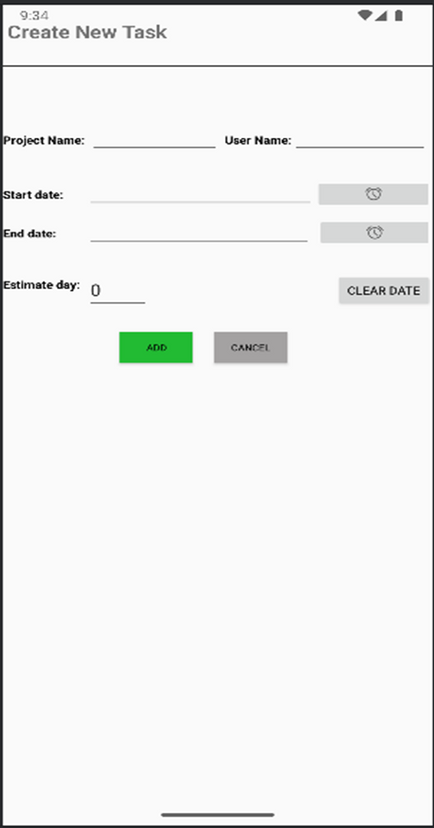 9:34
Create New Task
Project Name: User Name:
Start date:
End date:
Estimate day: 0 CLEAR DATE
ADD CANCEL